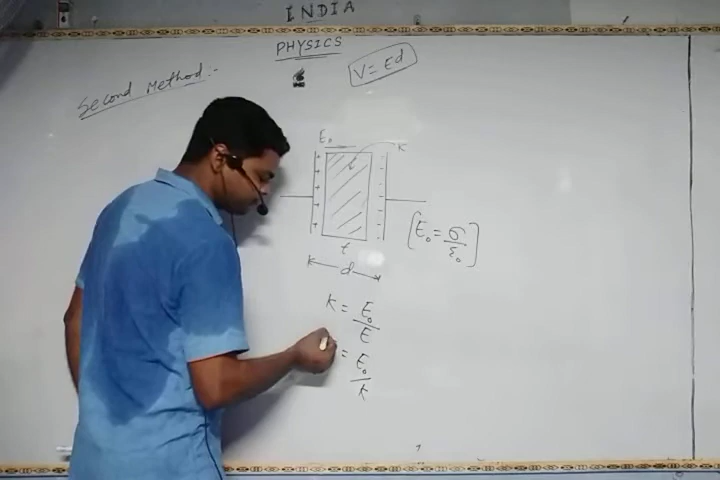 INDIA
PHYSICS
V = Ed
Second Method:-
E₀
K
+ -
t
d
[E₀ = σ/ε₀]
K = E₀/E
= E₀/K